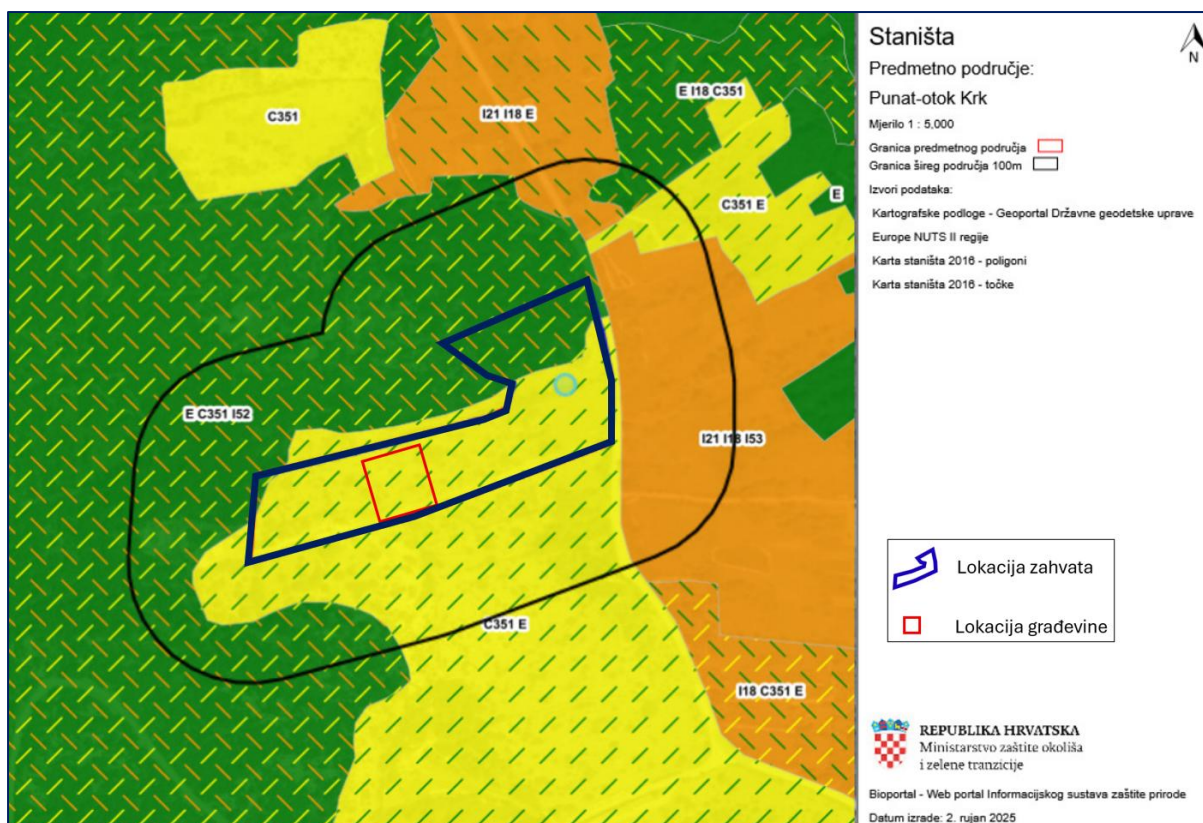 C351
I21 I18 E
E I18 C351
C351 E
E
E C351 I52
I21 I18 I53
C351 E
I18 C351 E
Staništa
N
Predmetno područje:
Punat-otok Krk
Mjerilo 1 : 5,000
Granica predmetnog područja
Granica šireg područja 100m
Izvori podataka:
Kartografske podloge - Geoportal Državne geodetske uprave
Europe NUTS II regije
Karta staništa 2016 - poligoni
Karta staništa 2016 - točke
Lokacija zahvata
Lokacija građevine
REPUBLIKA HRVATSKA
Ministarstvo zaštite okoliša
i zelene tranzicije
Bioportal - Web portal Informacijskog sustava zaštite prirode
Datum izrade: 2. rujan 2025